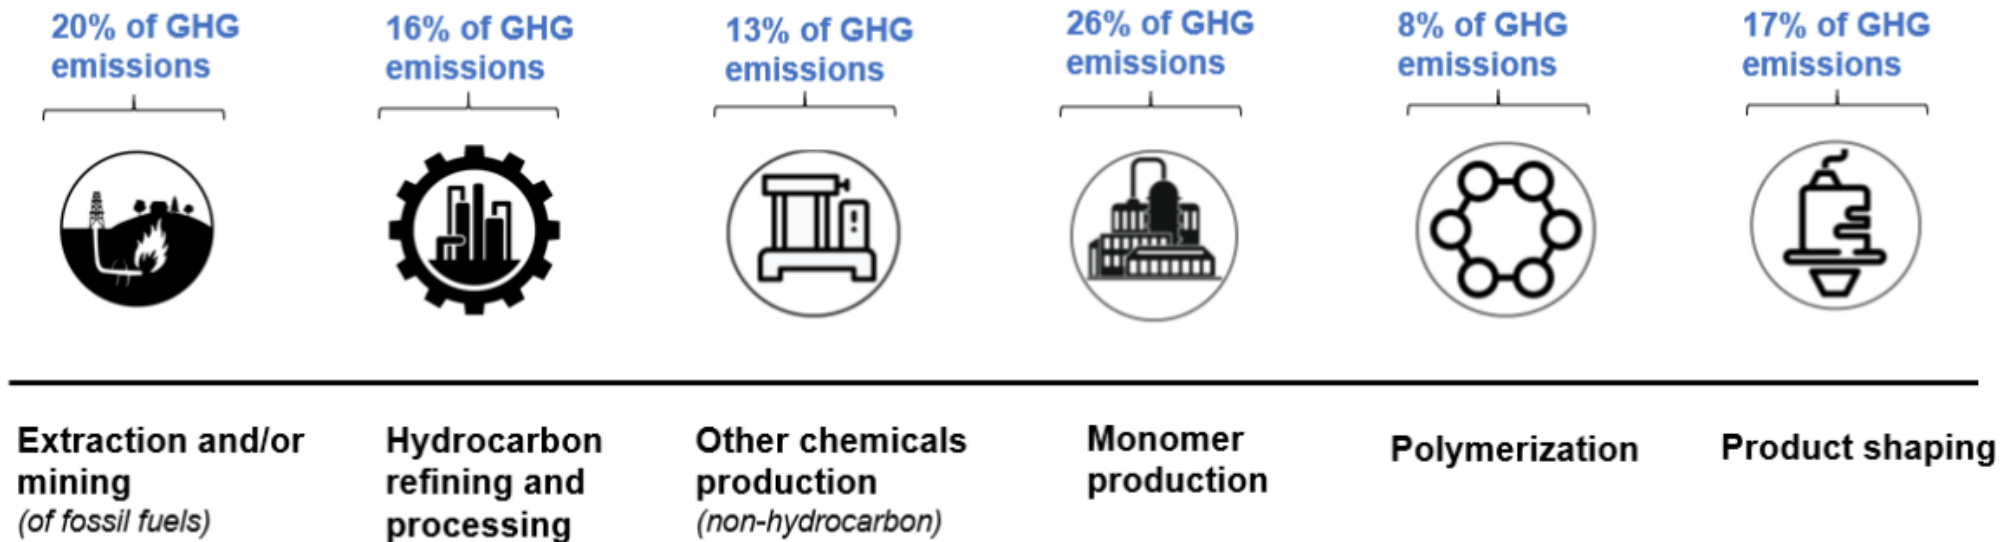 20% of GHG
emissions
16% of GHG
emissions
13% of GHG
emissions
26% of GHG
emissions
8% of GHG
emissions
17% of GHG
emissions
Extraction and/or
mining
(of fossil fuels)
Hydrocarbon
refining and
processing
Other chemicals
production
(non-hydrocarbon)
Monomer
production
Polymerization
Product shaping